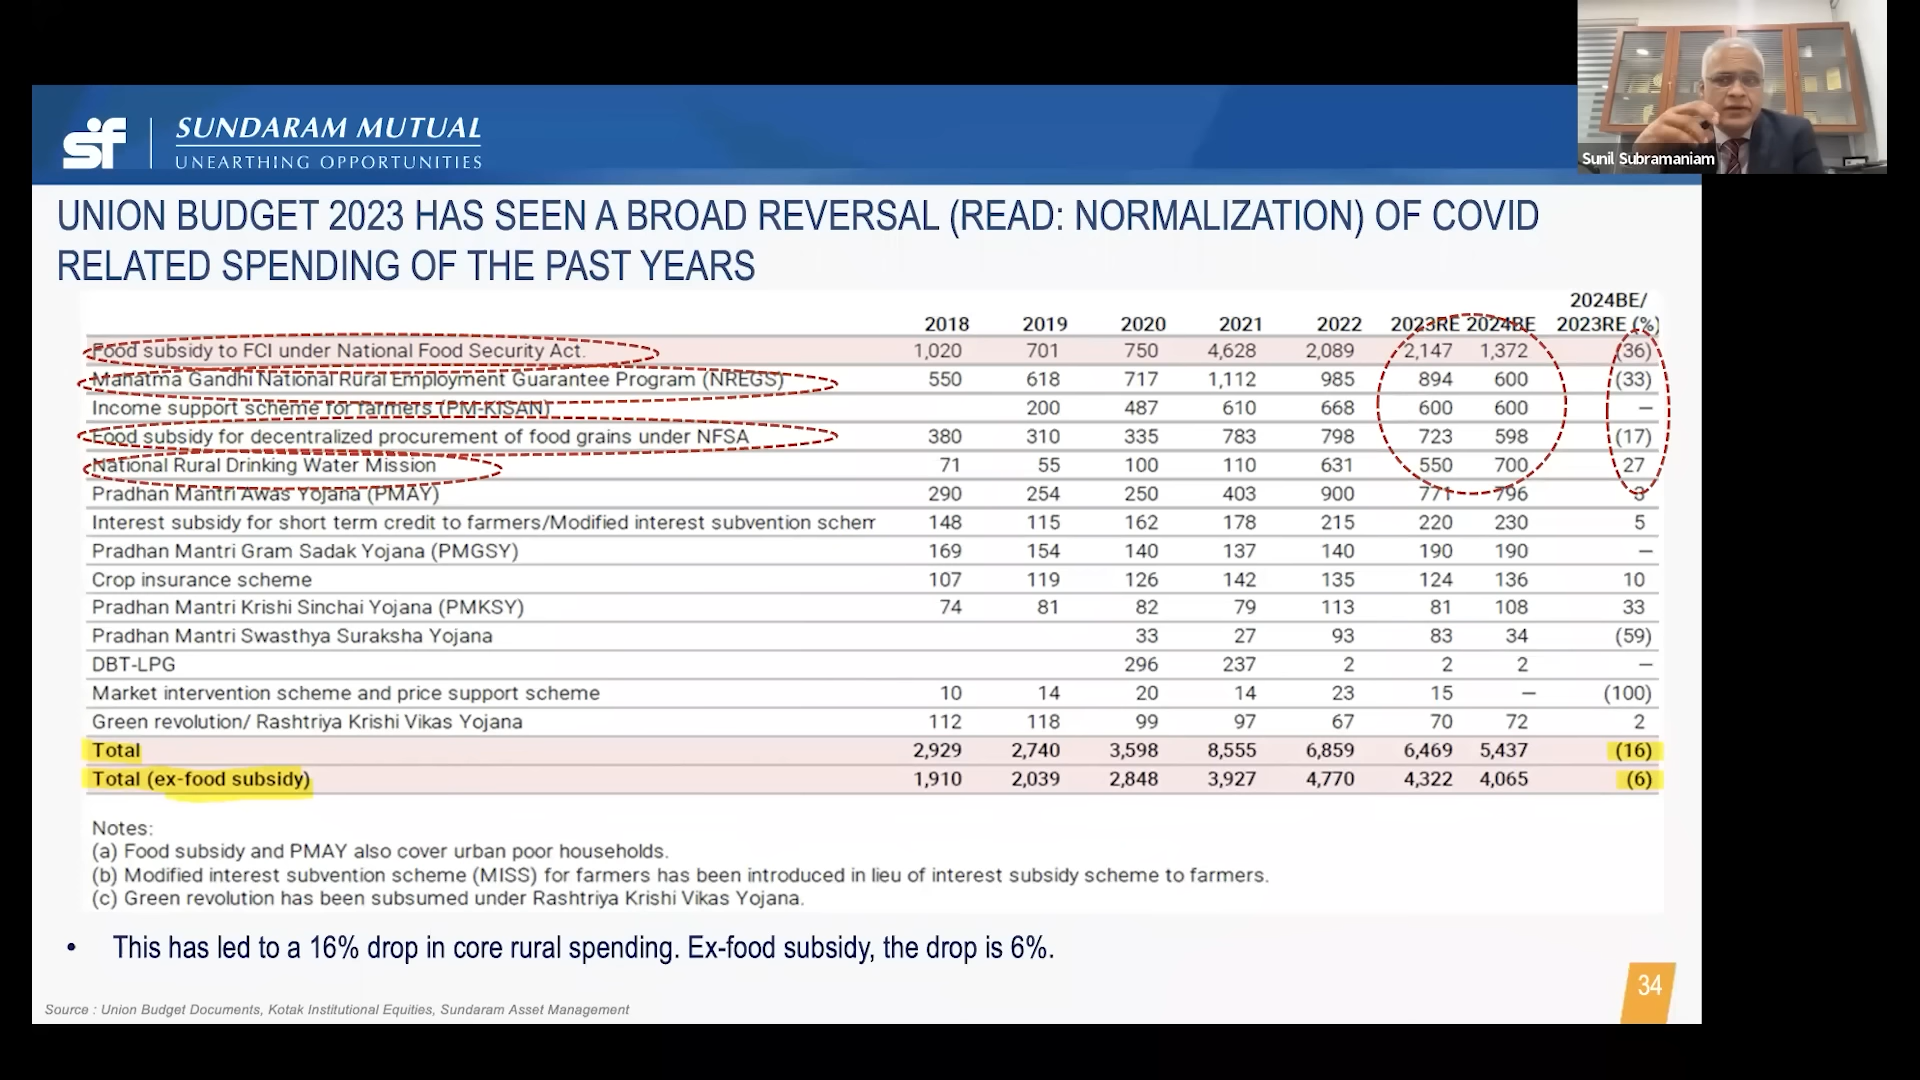 Sunil Subramaniam
sf
SUNDARAM MUTUAL
UNEARTHING OPPORTUNITIES
UNION BUDGET 2023 HAS SEEN A BROAD REVERSAL (READ: NORMALIZATION) OF COVID
RELATED SPENDING OF THE PAST YEARS
2018 2019 2020 2021 2022 2023RE 2024BE 2024BE/ 2023RE (%)
Food subsidy to FCI under National Food Security Act. 1,020 701 750 4,628 2,089 2,147 1,372 (36)
Mahatma Gandhi National Rural Employment Guarantee Program (NREGS) 550 618 717 1,112 985 894 600 (33)
Income support scheme for farmers (PM-KISAN) 200 487 610 668 600 600 –
Food subsidy for decentralized procurement of food grains under NFSA 380 310 335 783 798 723 598 (17)
National Rural Drinking Water Mission 71 55 100 110 631 550 700 27
Pradhan Mantri Awas Yojana (PMAY) 290 254 250 403 900 771 796 3
Interest subsidy for short term credit to farmers/Modified interest subvention schem 148 115 162 178 215 220 230 5
Pradhan Mantri Gram Sadak Yojana (PMGSY) 169 154 140 137 140 190 190 –
Crop insurance scheme 107 119 126 142 135 124 136 10
Pradhan Mantri Krishi Sinchai Yojana (PMKSY) 74 81 82 79 113 81 108 33
Pradhan Mantri Swasthya Suraksha Yojana 33 27 93 83 34 (59)
DBT-LPG 296 237 2 2 2 –
Market intervention scheme and price support scheme 10 14 20 14 23 15 – (100)
Green revolution/ Rashtriya Krishi Vikas Yojana 112 118 99 97 67 70 72 2
Total 2,929 2,740 3,598 8,555 6,859 6,469 5,437 (16)
Total (ex-food subsidy) 1,910 2,039 2,848 3,927 4,770 4,322 4,065 (6)
Notes:
(a) Food subsidy and PMAY also cover urban poor households.
(b) Modified interest subvention scheme (MISS) for farmers has been introduced in lieu of interest subsidy scheme to farmers.
(c) Green revolution has been subsumed under Rashtriya Krishi Vikas Yojana.
• This has led to a 16% drop in core rural spending. Ex-food subsidy, the drop is 6%.
34
Source : Union Budget Documents, Kotak Institutional Equities, Sundaram Asset Management